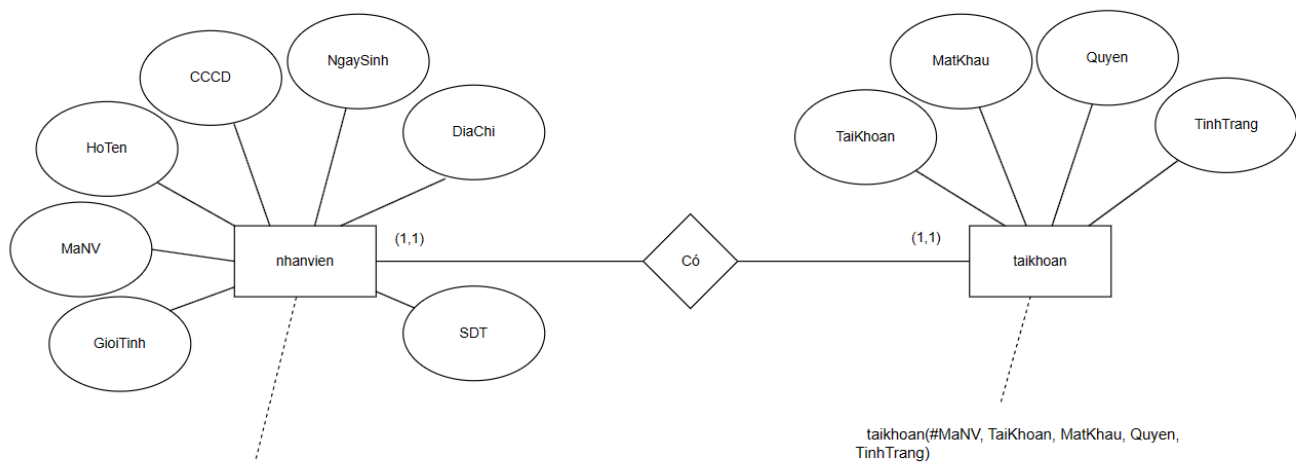 NgaySinh
CCCD
DiaChi
HoTen
MaNV
GioiTinh
nhanvien
(1,1)
SDT
Có
(1,1)
Quyen
MatKhau
TinhTrang
TaiKhoan
taikhoan
taikhoan(#MaNV, TaiKhoan, MatKhau, Quyen,
TinhTrang)